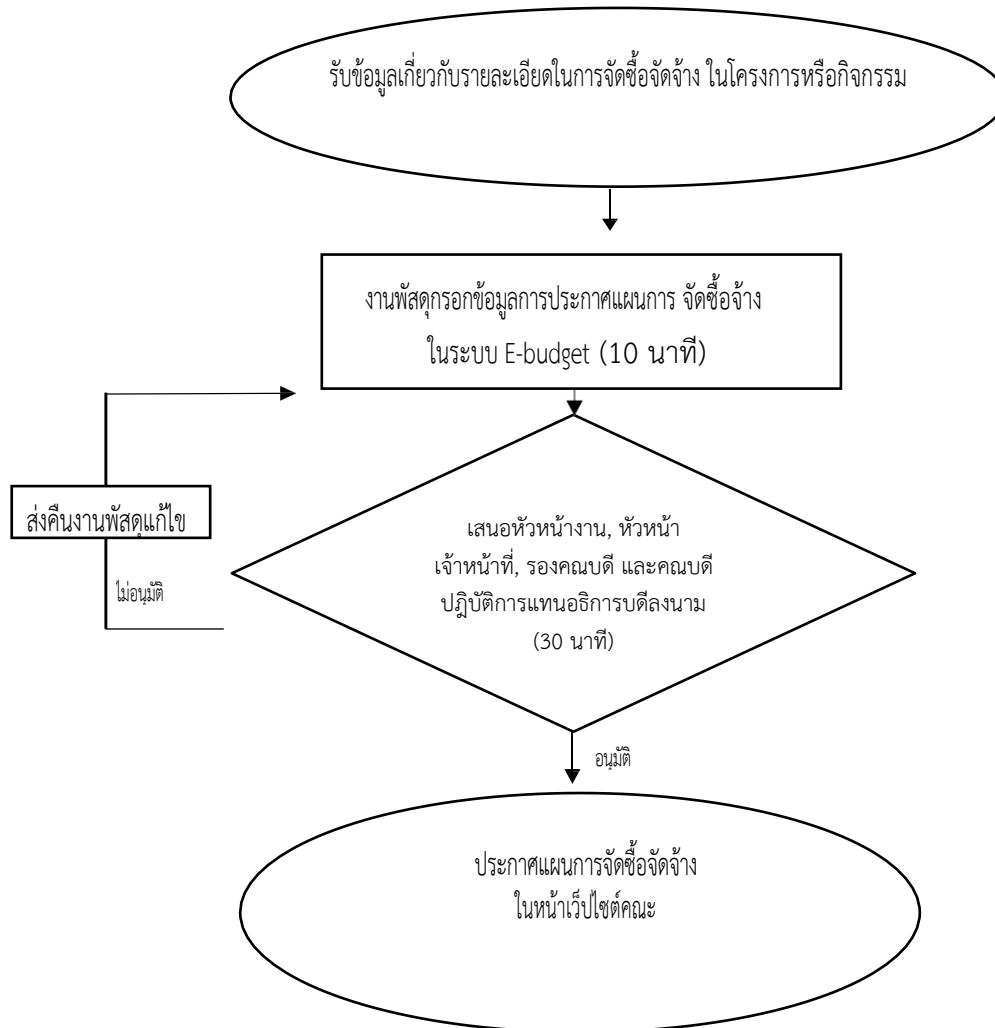 รับข้อมูลเกี่ยวกับรายละเอียดในการจัดซื้อจัดจ้าง ในโครงการหรือกิจกรรม
งานพัสดุกรอกข้อมูลการประกาศแผนการ จัดซื้อจ้าง
ในระบบ E-budget (10 นาที)
ส่งคืนงานพัสดุแก้ไข
ไม่อนุมัติ
เสนอหัวหน้างาน, หัวหน้า
เจ้าหน้าที่, รองคณบดี และคณบดี
ปฎิบัติการแทนอธิการบดีลงนาม
(30 นาที)
อนุมัติ
ประกาศแผนการจัดซื้อจัดจ้าง
ในหน้าเว็ปไซต์คณะ